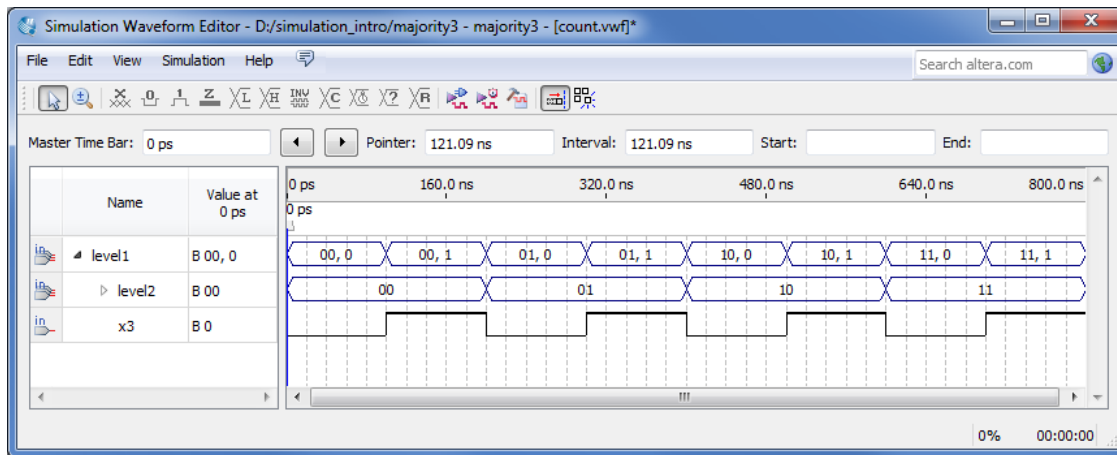 Simulation Waveform Editor - D:/simulation_intro/majority3 - majority3 - [count.vwf]*
File Edit View Simulation Help Search altera.com
Master Time Bar: 0 ps Pointer: 121.09 ns Interval: 121.09 ns Start: End:
Name Value at 0 ps 0 ps 160.0 ns 320.0 ns 480.0 ns 640.0 ns 800.0 ns
0 ps
in level1 B 00, 0 00, 0 00, 1 01, 0 01, 1 10, 0 10, 1 11, 0 11, 1
in level2 B 00 00 01 10 11
in x3 B 0
0% 00:00:00